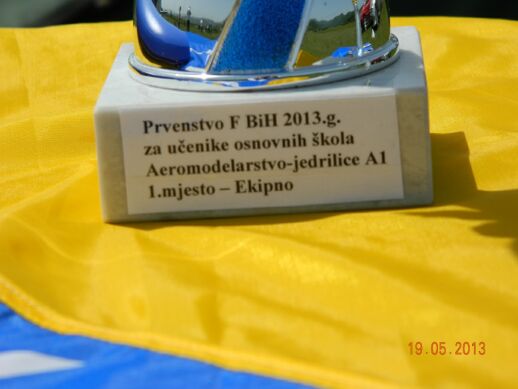 Prvenstvo F BiH 2013.g.
za učenike osnovnih škola
Aeromodelarstvo-jedrilice A1
1.mjesto – Ekipno
19.05.2013